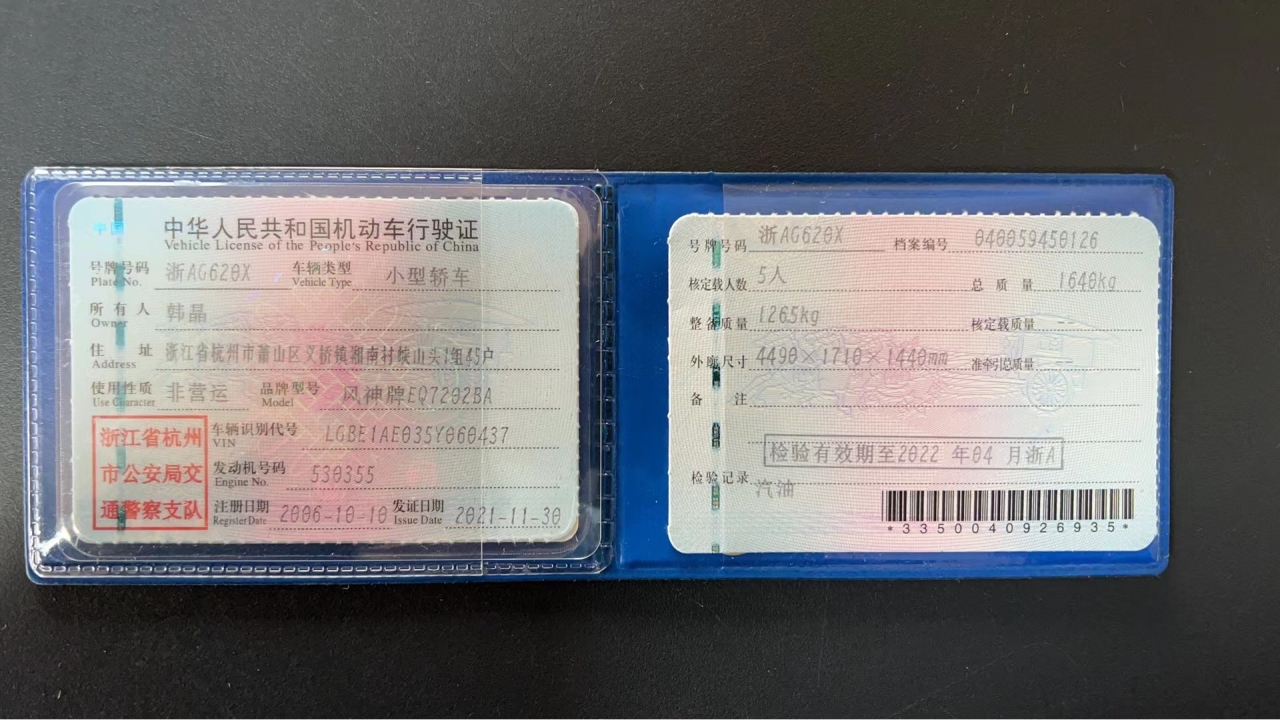 中国
中华人民共和国机动车行驶证
Vehicle License of the People's Republic of China
号牌号码 浙AG620X 车辆类型 小型轿车
Plate No. Vehicle Type
所有人 韩晶
Owner
住址 浙江省杭州市萧山区义桥镇湘南村峡山头1组45户
Address
使用性质 非营运 品牌型号 风神牌EQ7202BA
Use Character Model
浙江省杭州
市公安局交
通警察支队
车辆识别代号 LGBE1AE035Y060437
VIN
发动机号码 530355
Engine No.
注册日期 2006-10-10 发证日期 2021-11-30
Register Date Issue Date
号牌号码 浙AG620X 档案编号 040059450126
核定载人数 5人 总质量 1640kg
整备质量 1265kg 核定载质量 --
外廓尺寸 4490×1710×1440mm 准牵引总质量
备注
检验有效期至2022 年04 月浙A
检验记录
汽油
*3350040926935*